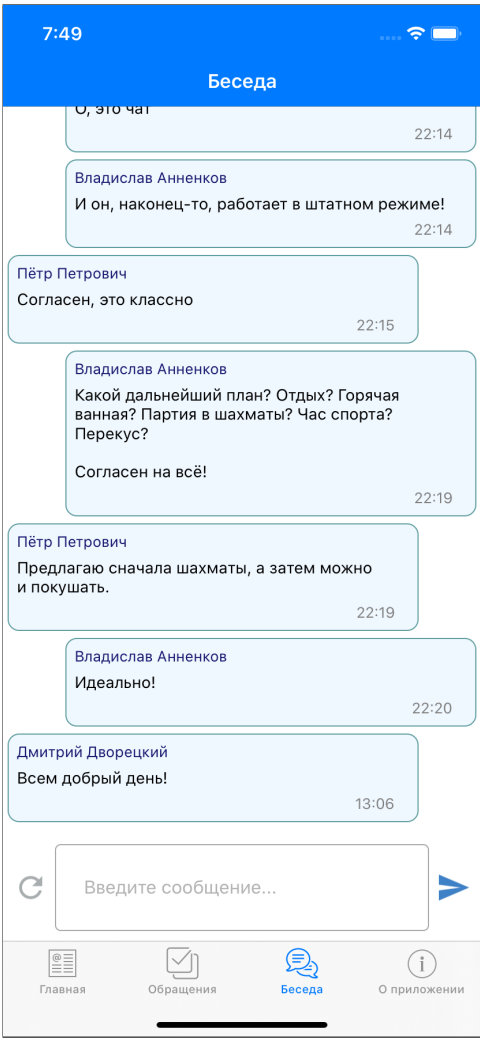 7:49
Беседа
О, это чат
22:14
Владислав Анненков
И он, наконец-то, работает в штатном режиме!
22:14
Пётр Петрович
Согласен, это классно
22:15
Владислав Анненков
Какой дальнейший план? Отдых? Горячая
ванная? Партия в шахматы? Час спорта?
Перекус?
Согласен на всё!
22:19
Пётр Петрович
Предлагаю сначала шахматы, а затем можно
и покушать.
22:19
Владислав Анненков
Идеально!
22:20
Дмитрий Дворецкий
Всем добрый день!
13:06
Введите сообщение...
Главная
Обращения
Беседа
О приложении